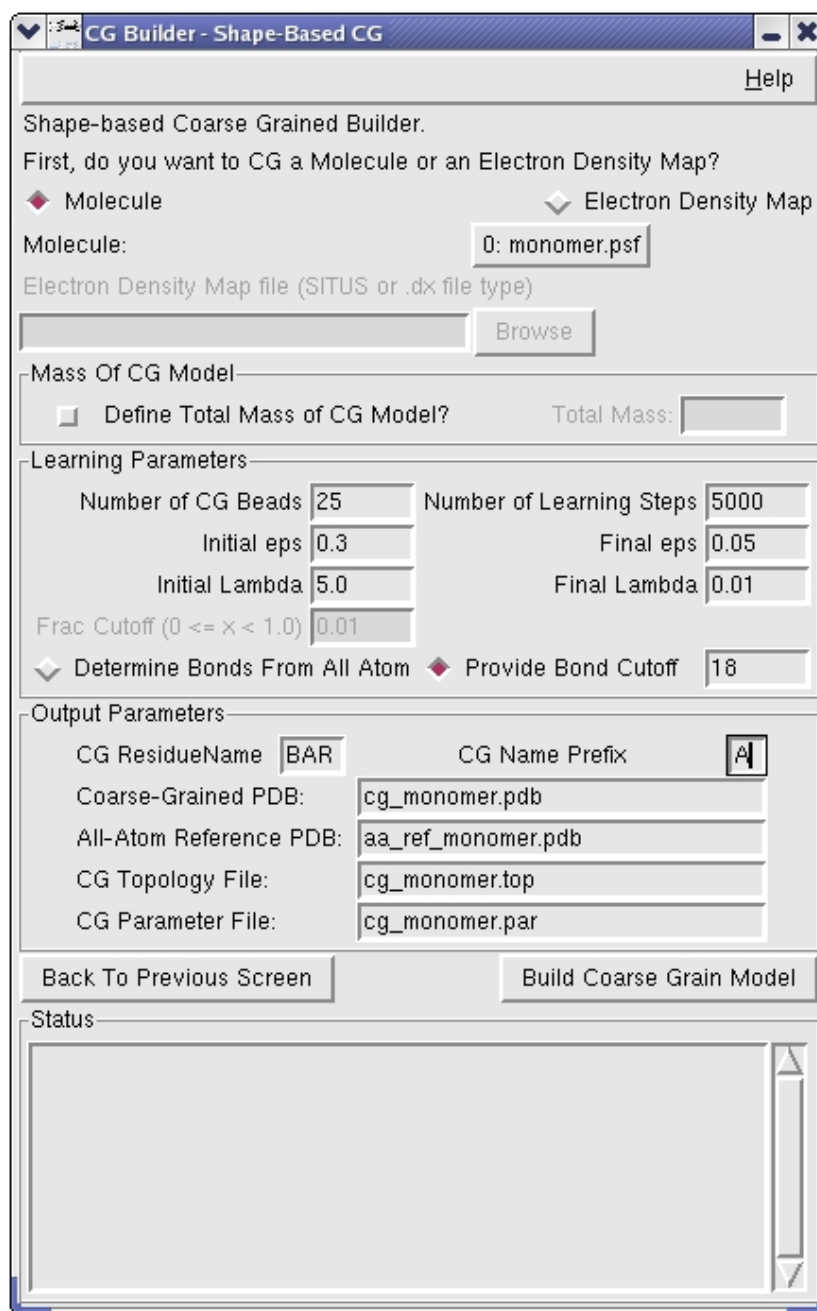 CG Builder - Shape-Based CG
Help
Shape-based Coarse Grained Builder.
First, do you want to CG a Molecule or an Electron Density Map?
Molecule Electron Density Map
Molecule: 0: monomer.psf
Electron Density Map file (SITUS or .dx file type)
Browse
Mass Of CG Model
Define Total Mass of CG Model? Total Mass:
Learning Parameters
Number of CG Beads 25 Number of Learning Steps 5000
Initial eps 0.3 Final eps 0.05
Initial Lambda 5.0 Final Lambda 0.01
Frac Cutoff (0 <= x < 1.0) 0.01
Determine Bonds From All Atom Provide Bond Cutoff 18
Output Parameters
CG ResidueName BAR CG Name Prefix A
Coarse-Grained PDB: cg_monomer.pdb
All-Atom Reference PDB: aa_ref_monomer.pdb
CG Topology File: cg_monomer.top
CG Parameter File: cg_monomer.par
Back To Previous Screen Build Coarse Grain Model
Status